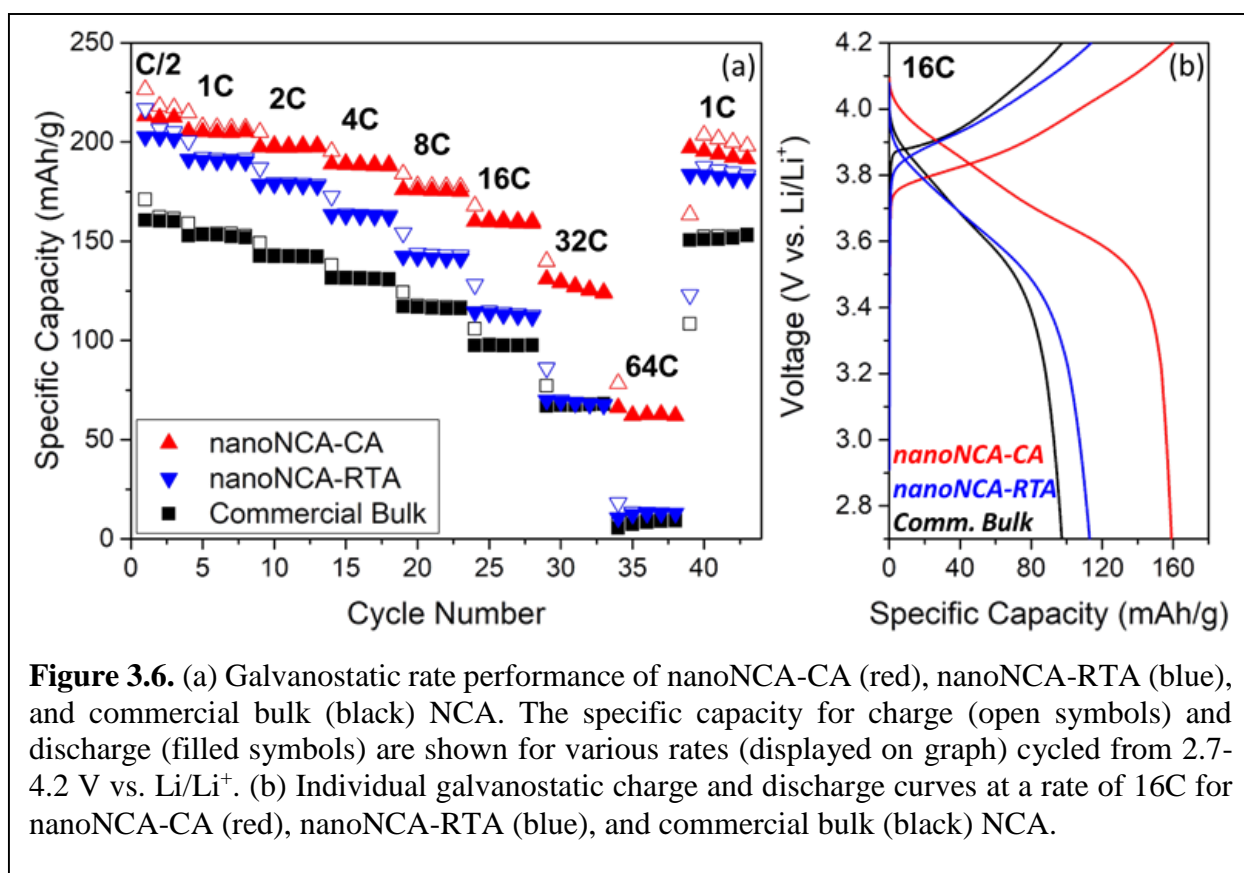 250
200
150
100
50
0
Specific Capacity (mAh/g)
C/2
1C
2C
4C
8C
16C
32C
64C
1C
(a)
nanoNCA-CA
nanoNCA-RTA
Commercial Bulk
0 5 10 15 20 25 30 35 40
Cycle Number
4.2
4.0
3.8
3.6
3.4
3.2
3.0
2.8
Voltage (V vs. Li/Li⁺)
16C
(b)
nanoNCA-CA
nanoNCA-RTA
Comm. Bulk
0 40 80 120 160
Specific Capacity (mAh/g)
Figure 3.6. (a) Galvanostatic rate performance of nanoNCA-CA (red), nanoNCA-RTA (blue),
and commercial bulk (black) NCA. The specific capacity for charge (open symbols) and
discharge (filled symbols) are shown for various rates (displayed on graph) cycled from 2.7-
4.2 V vs. Li/Li⁺. (b) Individual galvanostatic charge and discharge curves at a rate of 16C for
nanoNCA-CA (red), nanoNCA-RTA (blue), and commercial bulk (black) NCA.